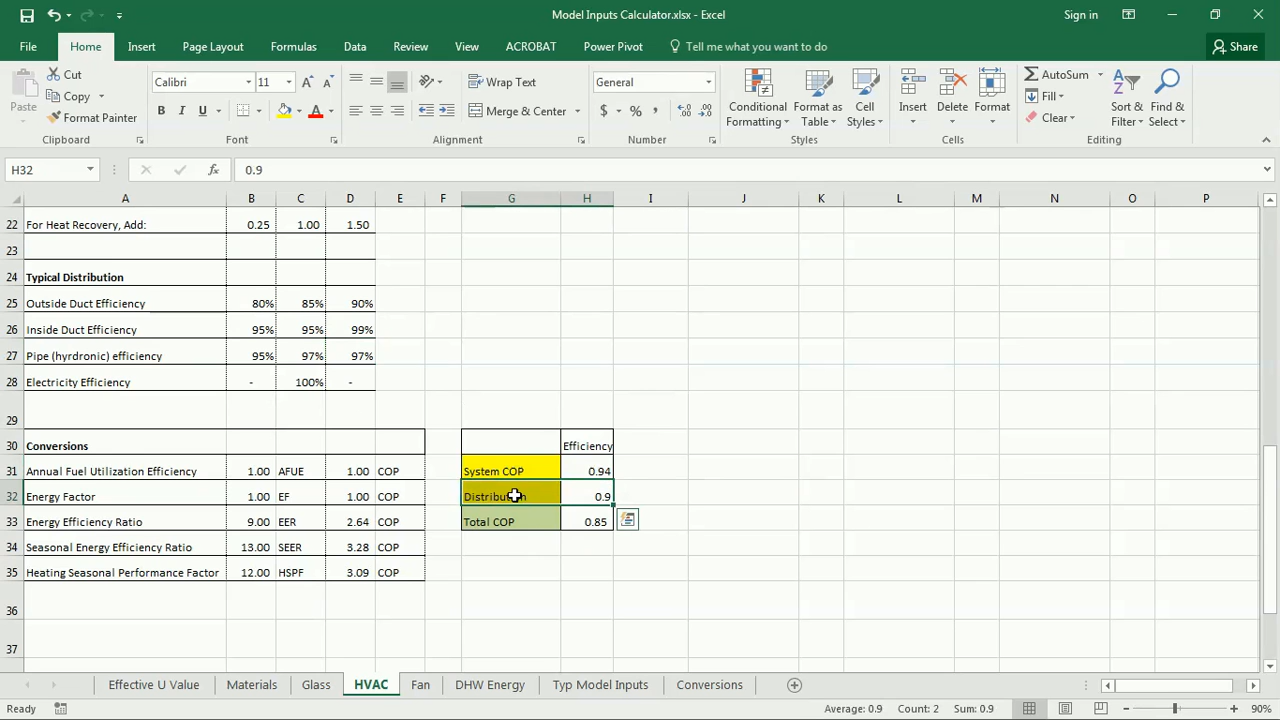 Model Inputs Calculator.xlsx - Excel
Sign in
File Home Insert Page Layout Formulas Data Review View ACROBAT Power Pivot Tell me what you want to do Share
Paste
Cut
Copy
Format Painter
Clipboard
Calibri 11
B I U
Font
Wrap Text
Merge & Center
Alignment
General
$ % ,
Number
Conditional Formatting
Format as Table
Cell Styles
Styles
Insert
Delete
Format
Cells
AutoSum
Fill
Clear
Sort & Filter
Find & Select
Editing
H32 fx 0.9
A B C D E F G H I J K L M N O P
22 For Heat Recovery, Add: 0.25 1.00 1.50
23
24 Typical Distribution
25 Outside Duct Efficiency 80% 85% 90%
26 Inside Duct Efficiency 95% 95% 99%
27 Pipe (hyrdronic) efficiency 95% 97% 97%
28 Electricity Efficiency - 100% -
29
30 Conversions Efficiency
31 Annual Fuel Utilization Efficiency 1.00 AFUE 1.00 COP System COP 0.94
32 Energy Factor 1.00 EF 1.00 COP Distribution 0.9
33 Energy Efficiency Ratio 9.00 EER 2.64 COP Total COP 0.85
34 Seasonal Energy Efficiency Ratio 13.00 SEER 3.28 COP
35 Heating Seasonal Performance Factor 12.00 HSPF 3.09 COP
36
37
Effective U Value Materials Glass HVAC Fan DHW Energy Typ Model Inputs Conversions
Ready Average: 0.9 Count: 2 Sum: 0.9 90%